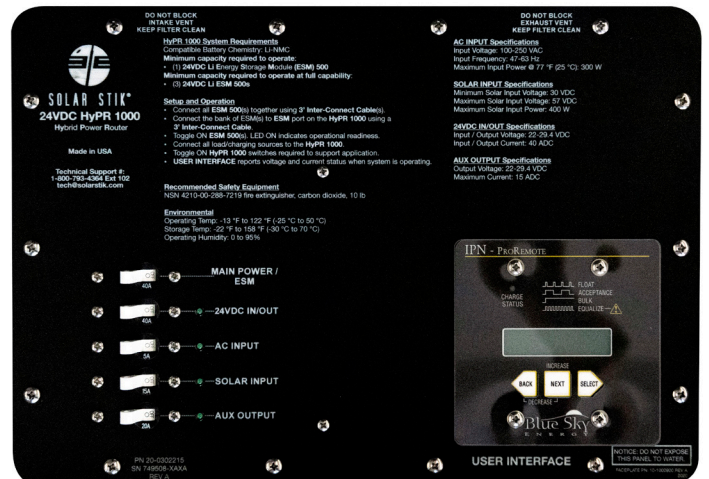 DO NOT BLOCK
INTAKE VENT
KEEP FILTER CLEAN
DO NOT BLOCK
EXHAUST VENT
KEEP FILTER CLEAN
SOLAR STIK®
24VDC HyPR 1000
Hybrid Power Router
Made in USA
Technical Support #:
1-800-793-4364 Ext 102
tech@solarstik.com
HyPR 1000 System Requirements
Compatible Battery Chemistry: Li-NMC
Minimum capacity required to operate:
• (1) 24VDC Li Energy Storage Module (ESM) 500
Minimum capacity required to operate at full capability:
• (3) 24VDC Li ESM 500s
Setup and Operation
• Connect all ESM 500(s) together using 3' Inter-Connect Cable(s).
• Connect the bank of ESM(s) to ESM port on the HyPR 1000 using a
3' Inter-Connect Cable.
• Toggle ON ESM 500(s). LED ON indicates operational readiness.
• Connect all load/charging sources to the HyPR 1000.
• Toggle ON HyPR 1000 switches required to support application.
• USER INTERFACE reports voltage and current status when system is operating.
Recommended Safety Equipment
NSN 4210-00-288-7219 fire extinguisher, carbon dioxide, 10 lb
Environmental
Operating Temp: -13 °F to 122 °F (-25 °C to 50 °C)
Storage Temp: -22 °F to 158 °F (-30 °C to 70 °C)
Operating Humidity: 0 to 95%
AC INPUT Specifications
Input Voltage: 100-250 VAC
Input Frequency: 47-63 Hz
Maximum Input Power @ 77 °F (25 °C): 300 W
SOLAR INPUT Specifications
Minimum Solar Input Voltage: 30 VDC
Maximum Solar Input Voltage: 57 VDC
Maximum Solar Input Power: 400 W
24VDC IN/OUT Specifications
Input / Output Voltage: 22-29.4 VDC
Input / Output Current: 40 ADC
AUX OUTPUT Specifications
Output Voltage: 22-29.4 VDC
Maximum Current: 15 ADC
MAIN POWER /
ESM
40A
24VDC IN/OUT
40A
AC INPUT
5A
SOLAR INPUT
15A
AUX OUTPUT
20A
PN 20-0302215
SN 749508-XAXA
REV A
IPN - PROREMOTE
CHARGE
STATUS
FLOAT
ACCEPTANCE
BULK
EQUALIZE
INCREASE
BACK
NEXT
SELECT
DECREASE
Blue Sky
ENERGY
USER INTERFACE
NOTICE: DO NOT EXPOSE
THIS PANEL TO WATER.